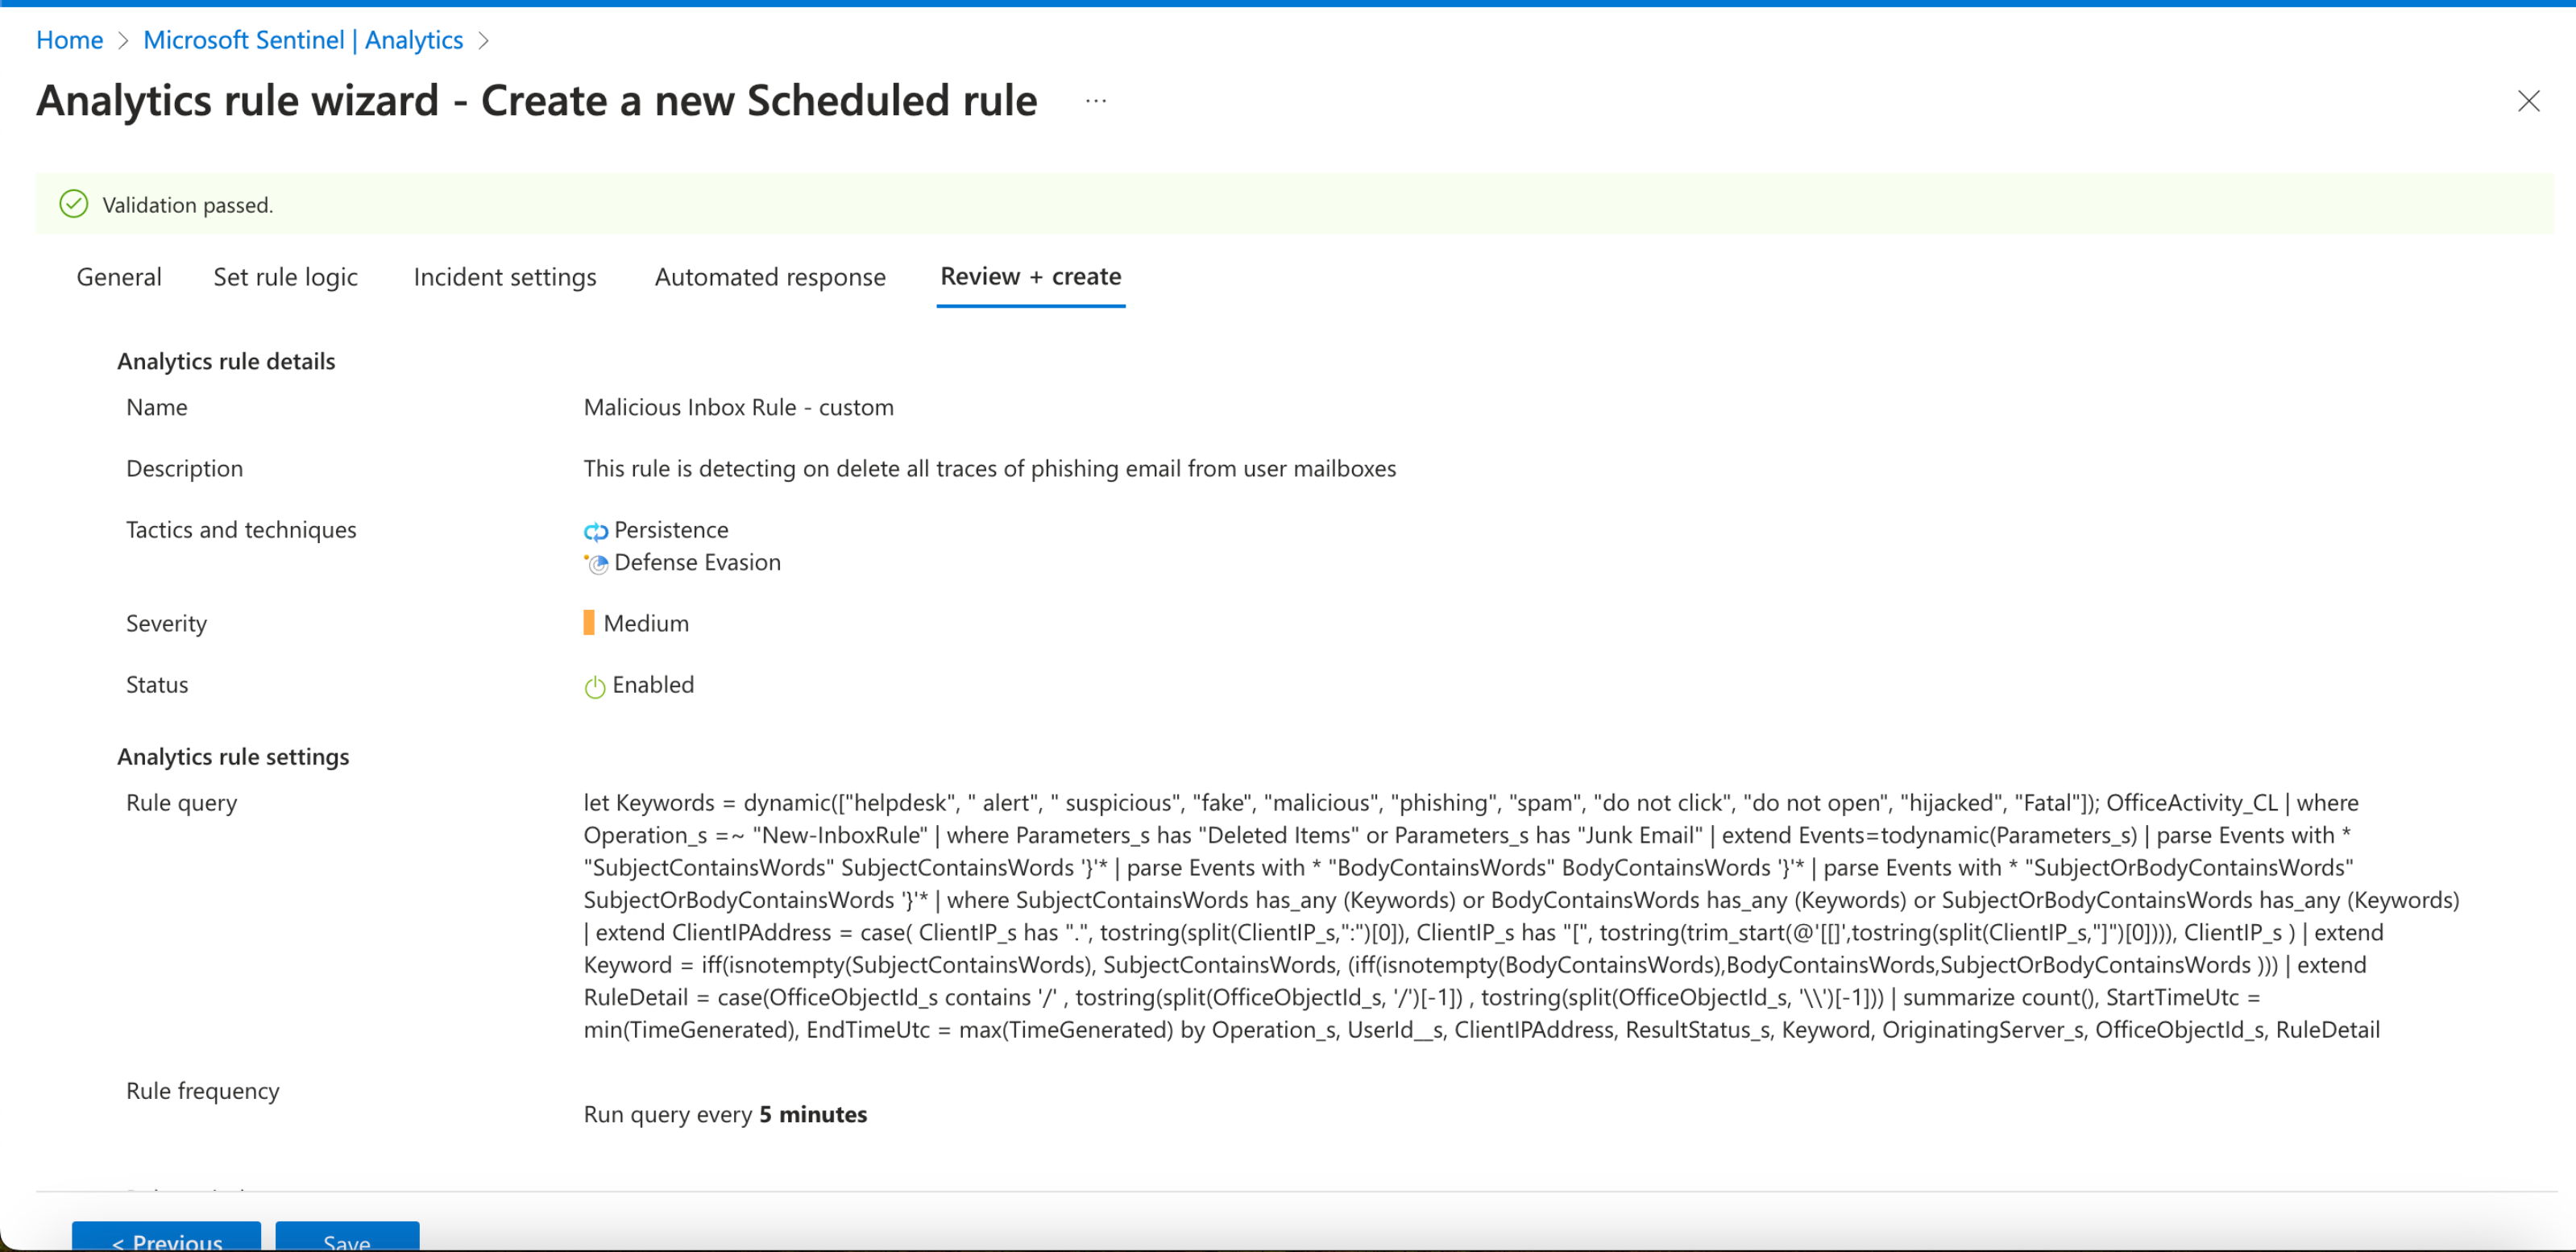 Home > Microsoft Sentinel | Analytics >
Analytics rule wizard - Create a new Scheduled rule ...
Validation passed.
General Set rule logic Incident settings Automated response Review + create
Analytics rule details
Name Malicious Inbox Rule - custom
Description This rule is detecting on delete all traces of phishing email from user mailboxes
Tactics and techniques Persistence
Defense Evasion
Severity Medium
Status Enabled
Analytics rule settings
Rule query let Keywords = dynamic(["helpdesk", " alert", " suspicious", "fake", "malicious", "phishing", "spam", "do not click", "do not open", "hijacked", "Fatal"]); OfficeActivity_CL | where
Operation_s =~ "New-InboxRule" | where Parameters_s has "Deleted Items" or Parameters_s has "Junk Email" | extend Events=todynamic(Parameters_s) | parse Events with *
"SubjectContainsWords" SubjectContainsWords '}'* | parse Events with * "BodyContainsWords" BodyContainsWords '}'* | parse Events with * "SubjectOrBodyContainsWords"
SubjectOrBodyContainsWords '}'* | where SubjectContainsWords has_any (Keywords) or BodyContainsWords has_any (Keywords) or SubjectOrBodyContainsWords has_any (Keywords)
| extend ClientIPAddress = case( ClientIP_s has ".", tostring(split(ClientIP_s,":")[0]), ClientIP_s has "[", tostring(trim_start(@'[[]',tostring(split(ClientIP_s,"]")[0]))), ClientIP_s ) | extend
Keyword = iff(isnotempty(SubjectContainsWords), SubjectContainsWords, (iff(isnotempty(BodyContainsWords),BodyContainsWords,SubjectOrBodyContainsWords ))) | extend
RuleDetail = case(OfficeObjectId_s contains '/' , tostring(split(OfficeObjectId_s, '/')[-1]) , tostring(split(OfficeObjectId_s, '\\')[-1])) | summarize count(), StartTimeUtc =
min(TimeGenerated), EndTimeUtc = max(TimeGenerated) by Operation_s, UserId__s, ClientIPAddress, ResultStatus_s, Keyword, OriginatingServer_s, OfficeObjectId_s, RuleDetail
Rule frequency
Run query every 5 minutes
< Previous Save